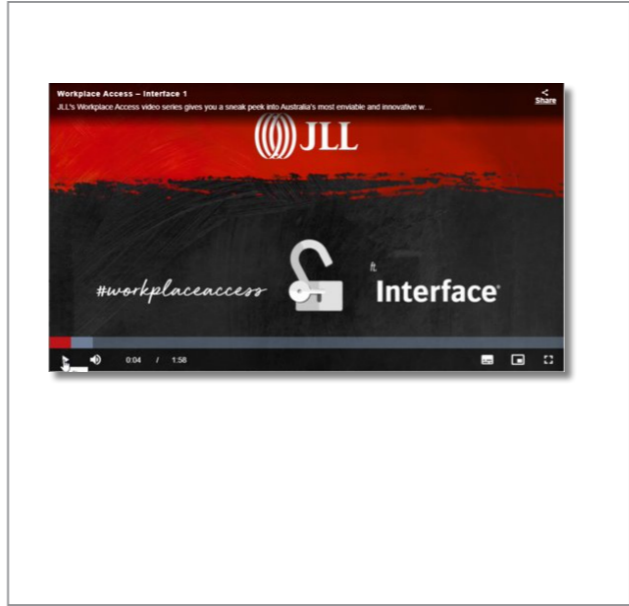 Workplace Access – Interface 1
Share
JLL's Workplace Access video series gives you a sneak peek into Australia's most enviable and innovative w...
JLL
ft.
#workplaceaccess
Interface®
0:04 / 1:58